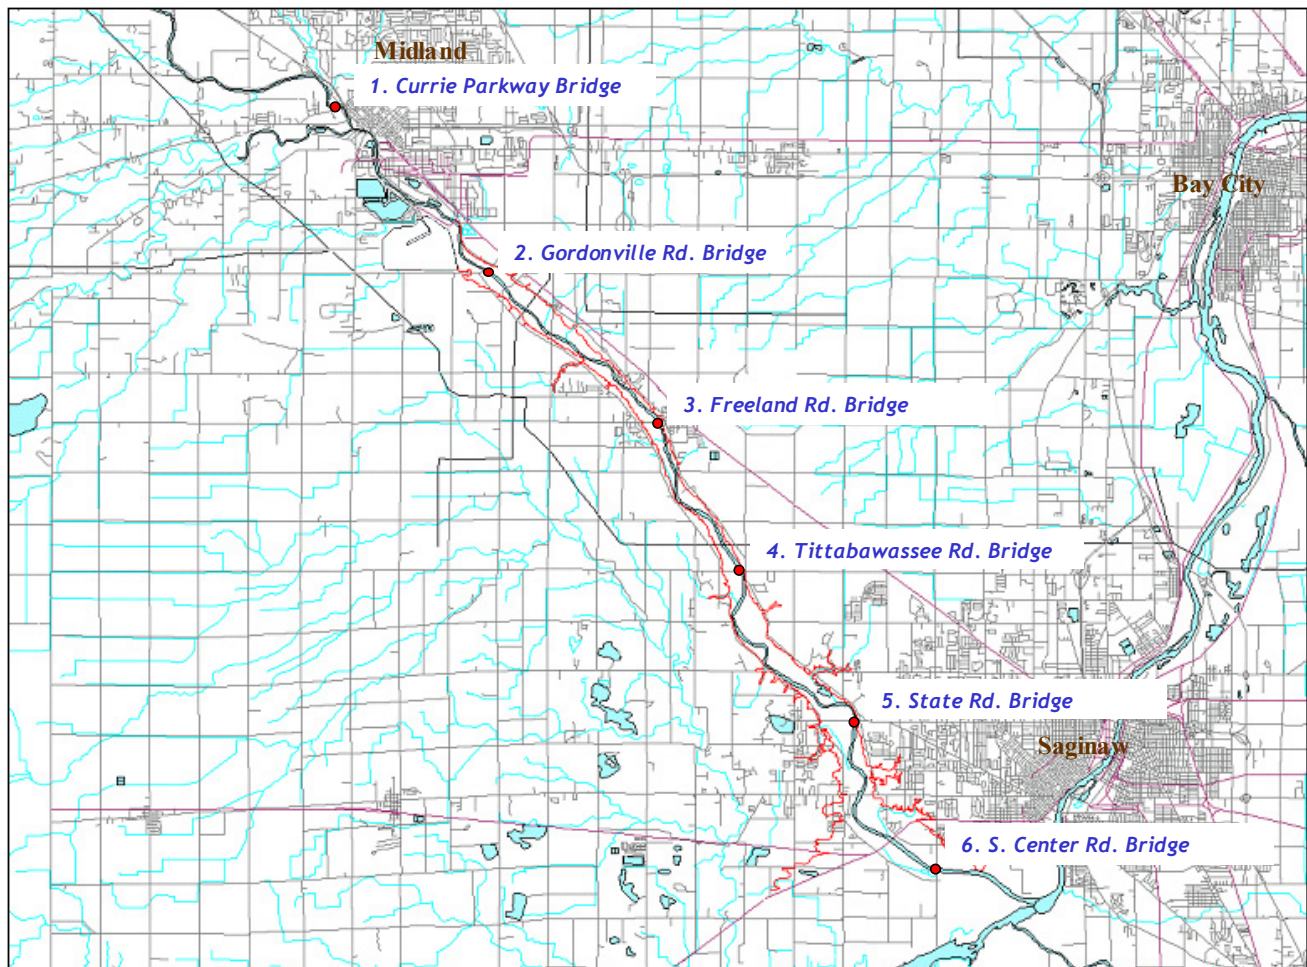 Midland
1. Currie Parkway Bridge
Bay City
2. Gordonville Rd. Bridge
3. Freeland Rd. Bridge
4. Tittabawassee Rd. Bridge
5. State Rd. Bridge
Saginaw
6. S. Center Rd. Bridge